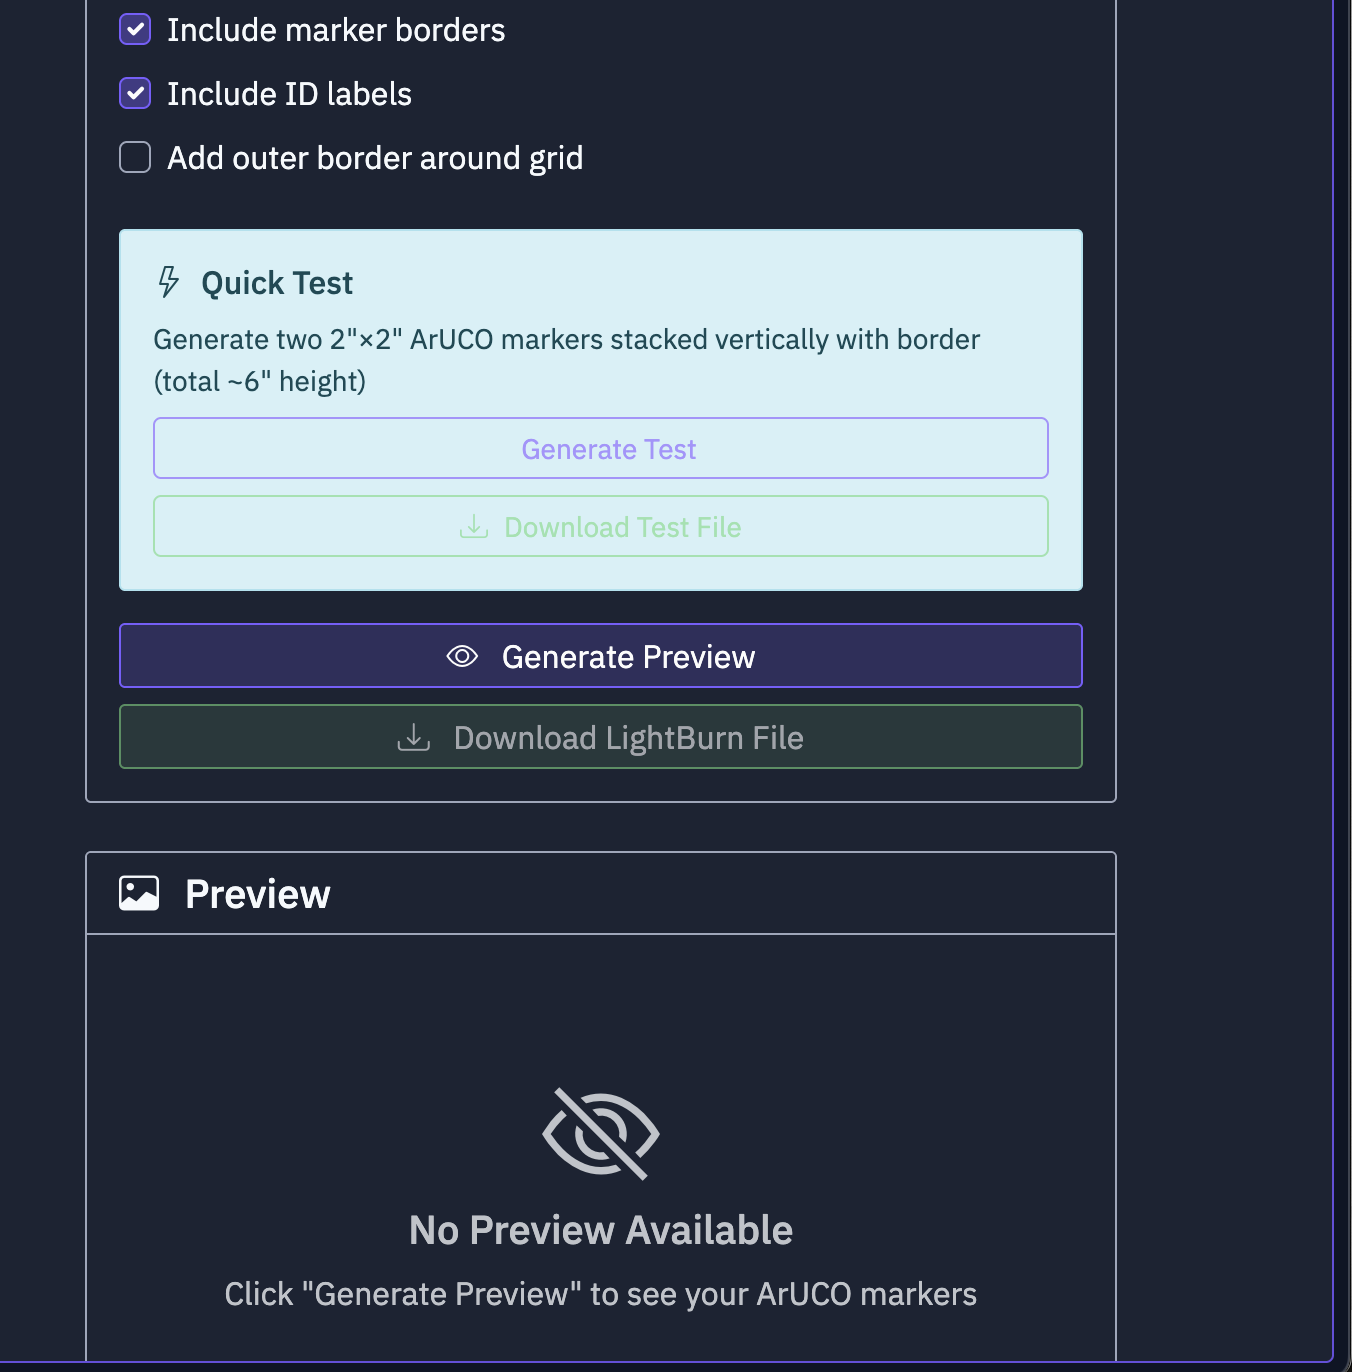 Include marker borders
Include ID labels
Add outer border around grid
Quick Test
Generate two 2"×2" ArUCO markers stacked vertically with border
(total ~6" height)
Generate Test
Download Test File
Generate Preview
Download LightBurn File
Preview
No Preview Available
Click "Generate Preview" to see your ArUCO markers